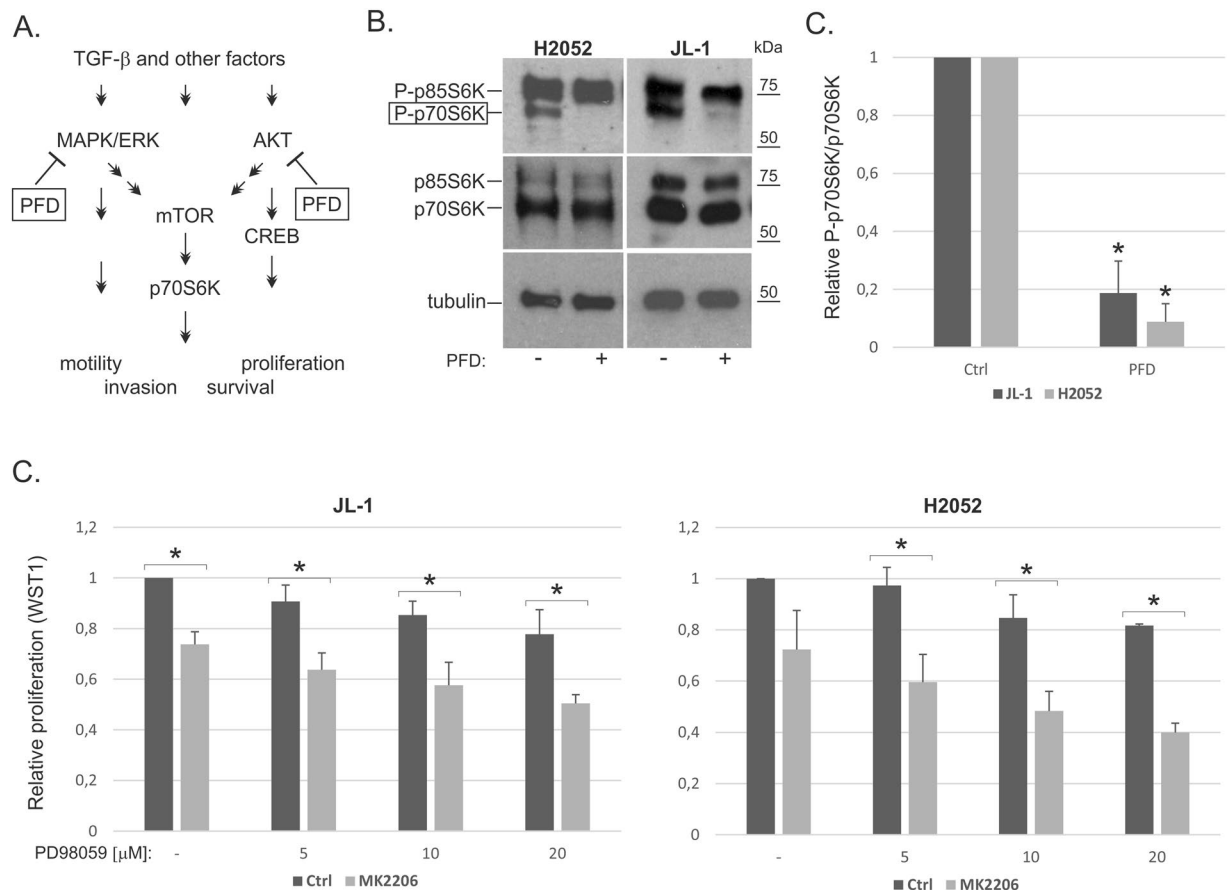 A.
TGF-β and other factors
MAPK/ERK
AKT
PFD
PFD
mTOR
CREB
p70S6K
motility
proliferation
invasion
survival
B.
H2052
JL-1
kDa
P-p85S6K
75
P-p70S6K
50
p85S6K
75
p70S6K
50
tubulin
50
PFD:
- + - +
C.
Relative P-p70S6K/p70S6K
1
0,8
0,6
0,4
0,2
0
*
*
Ctrl
PFD
JL-1 H2052
C.
JL-1
Relative proliferation (WST1)
1,2
1
0,8
0,6
0,4
0,2
0
* * * *
PD98059 [μM]: - 5 10 20
Ctrl MK2206
H2052
1,2
1
0,8
0,6
0,4
0,2
0
* * *
- 5 10 20
Ctrl MK2206